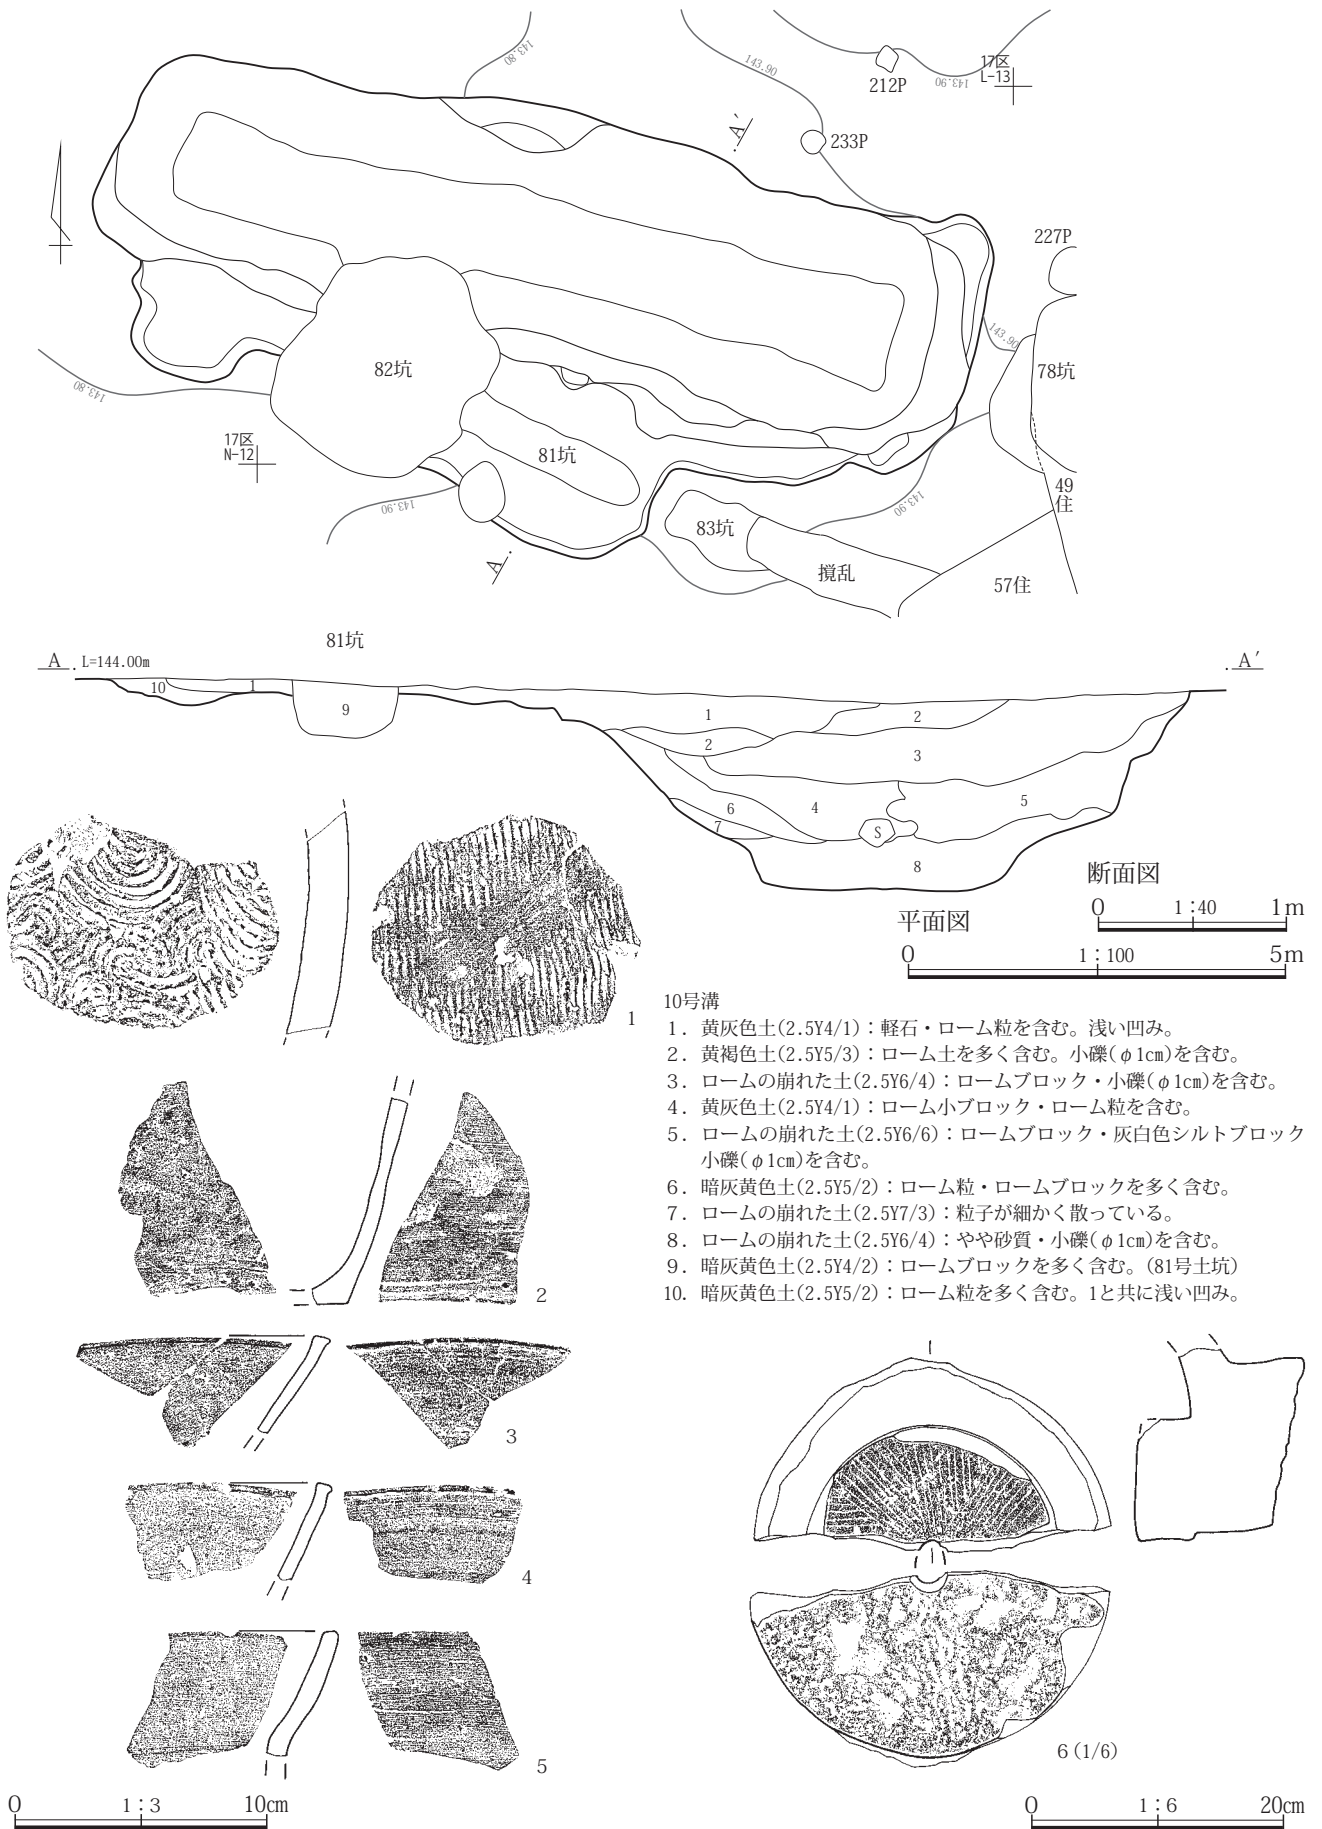 143.80
143.90
212P
143.90
17区
L-13
A′
233P
227P
143.90
78坑
143.80
82坑
17区
N-12
81坑
49
住
143.90
143.90
83坑
A
攪乱
57住
81坑
A
L=144.00m
A′
10
1
9
1
2
2
3
6
4
5
7
S
8
断面図
0
1：40
1m
平面図
0
1：100
5m
1
10号溝
1．黄灰色土(2.5Y4/1)：軽石・ローム粒を含む。浅い凹み。
2．黄褐色土(2.5Y5/3)：ローム土を多く含む。小礫(φ1cm)を含む。
3．ロームの崩れた土(2.5Y6/4)：ロームブロック・小礫(φ1cm)を含む。
4．黄灰色土(2.5Y4/1)：ローム小ブロック・ローム粒を含む。
5．ロームの崩れた土(2.5Y6/6)：ロームブロック・灰白色シルトブロック
小礫(φ1cm)を含む。
6．暗灰黄色土(2.5Y5/2)：ローム粒・ロームブロックを多く含む。
7．ロームの崩れた土(2.5Y7/3)：粒子が細かく散っている。
8．ロームの崩れた土(2.5Y6/4)：やや砂質・小礫(φ1cm)を含む。
9．暗灰黄色土(2.5Y4/2)：ロームブロックを多く含む。(81号土坑)
10．暗灰黄色土(2.5Y5/2)：ローム粒を多く含む。1と共に浅い凹み。
2
3
4
5
6(1/6)
0
1：3
10cm
0
1：6
20cm